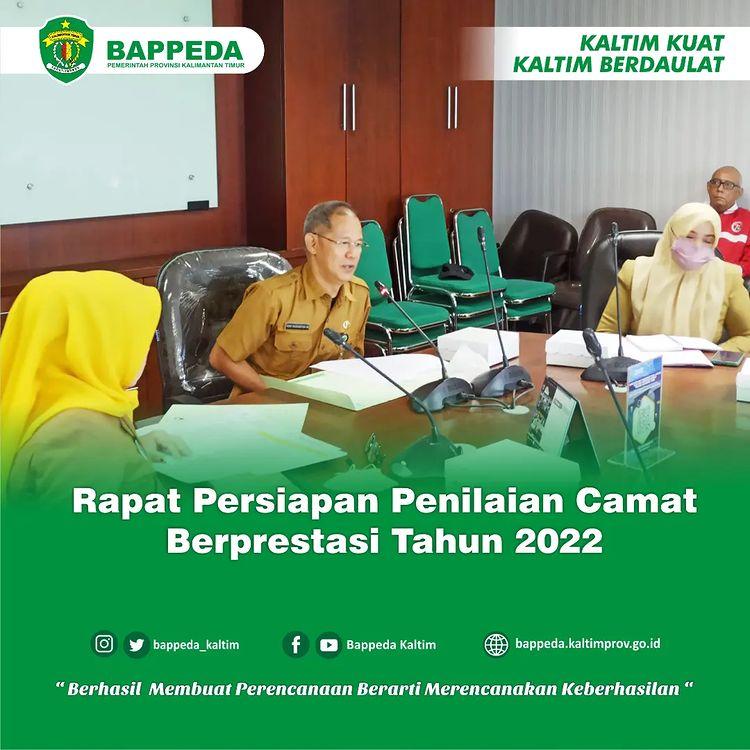 BAPPEDA
PEMERINTAH PROVINSI KALIMANTAN TIMUR
KALTIM KUAT
KALTIM BERDAULAT
Rapat Persiapan Penilaian Camat
Berprestasi Tahun 2022
bappeda_kaltim
Bappeda Kaltim
bappeda.kaltimprov.go.id
“ Berhasil Membuat Perencanaan Berarti Merencanakan Keberhasilan “